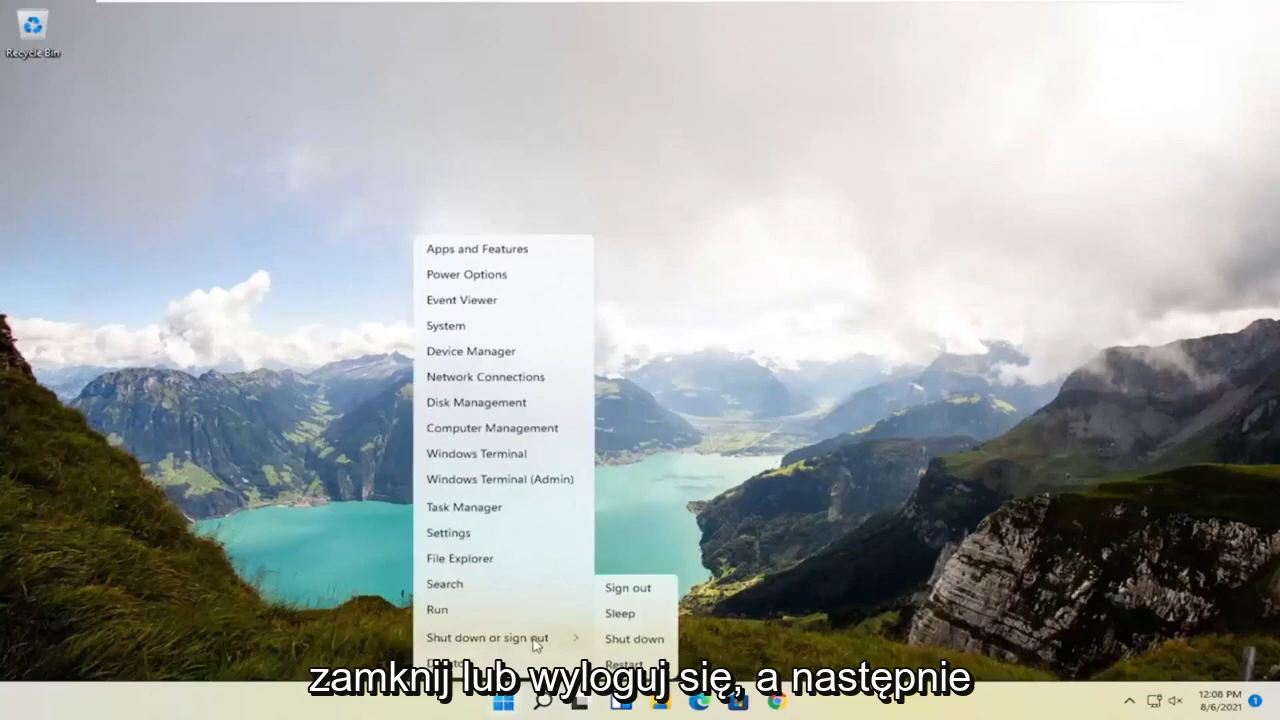 Recycle Bin
Apps and Features
Power Options
Event Viewer
System
Device Manager
Network Connections
Disk Management
Computer Management
Windows Terminal
Windows Terminal (Admin)
Task Manager
Settings
File Explorer
Search
Run
Shut down or sign out
Sign out
Sleep
Shut down
Restart
zamknij lub wyloguj się, a następnie
12:08 PM
8/6/2021
1